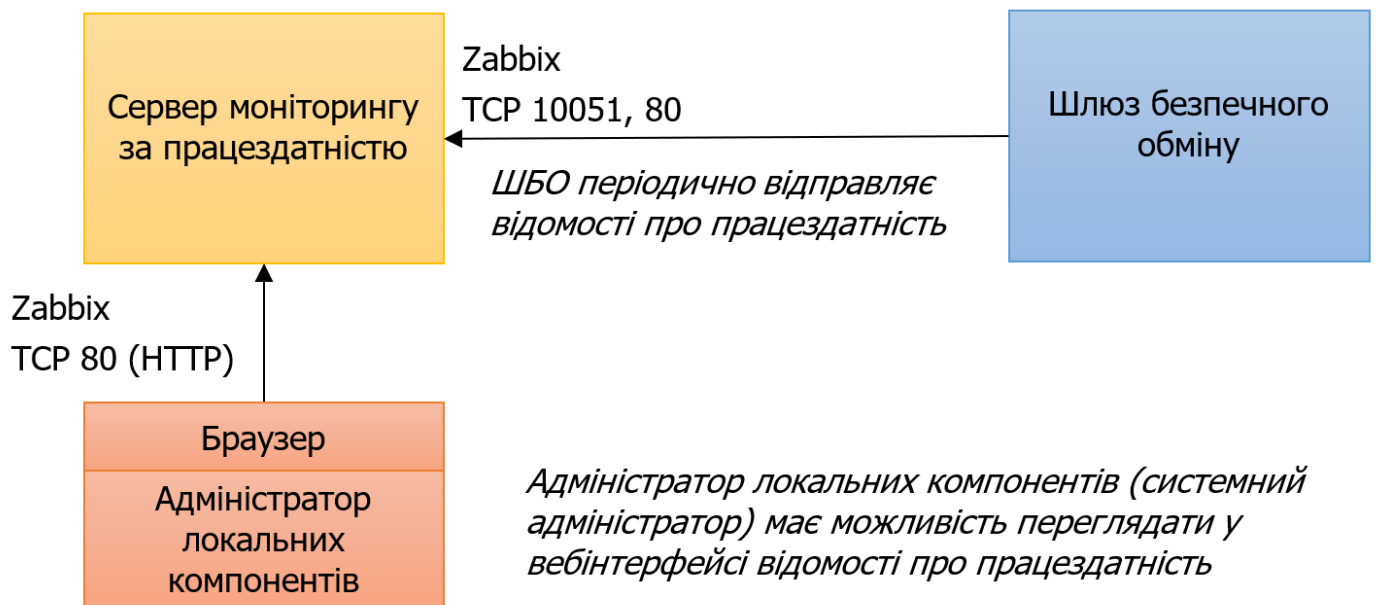 Сервер моніторингу
за працездатністю
Zabbix
TCP 10051, 80
Шлюз безпечного
обміну
ШБО періодично відправляє
відомості про працездатність
Zabbix
TCP 80 (HTTP)
Браузер
Адміністратор
локальних
компонентів
Адміністратор локальних компонентів (системний
адміністратор) має можливість переглядати у
вебінтерфейсі відомості про працездатність